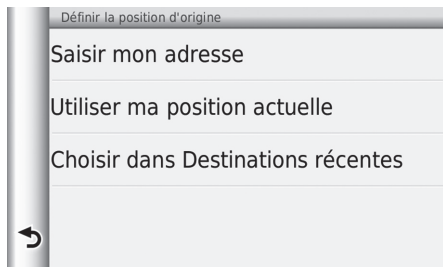 Définir la position d'origine
Saisir mon adresse
Utiliser ma position actuelle
Choisir dans Destinations récentes